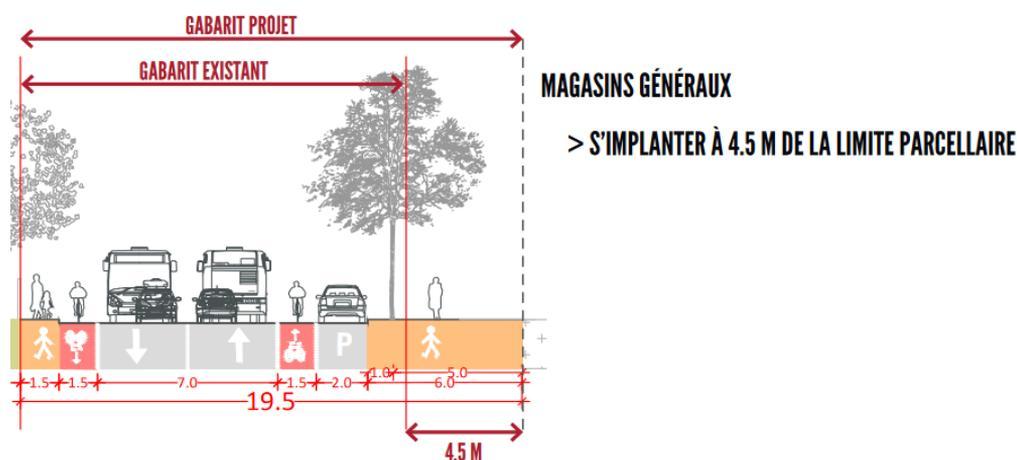 GABARIT PROJET
GABARIT EXISTANT
MAGASINS GÉNÉRAUX
> S'IMPLANTER À 4.5 M DE LA LIMITE PARCELLAIRE
P
1.0 5.0
1.5 1.5 7.0 1.5 2.0 6.0
19.5
4.5 M